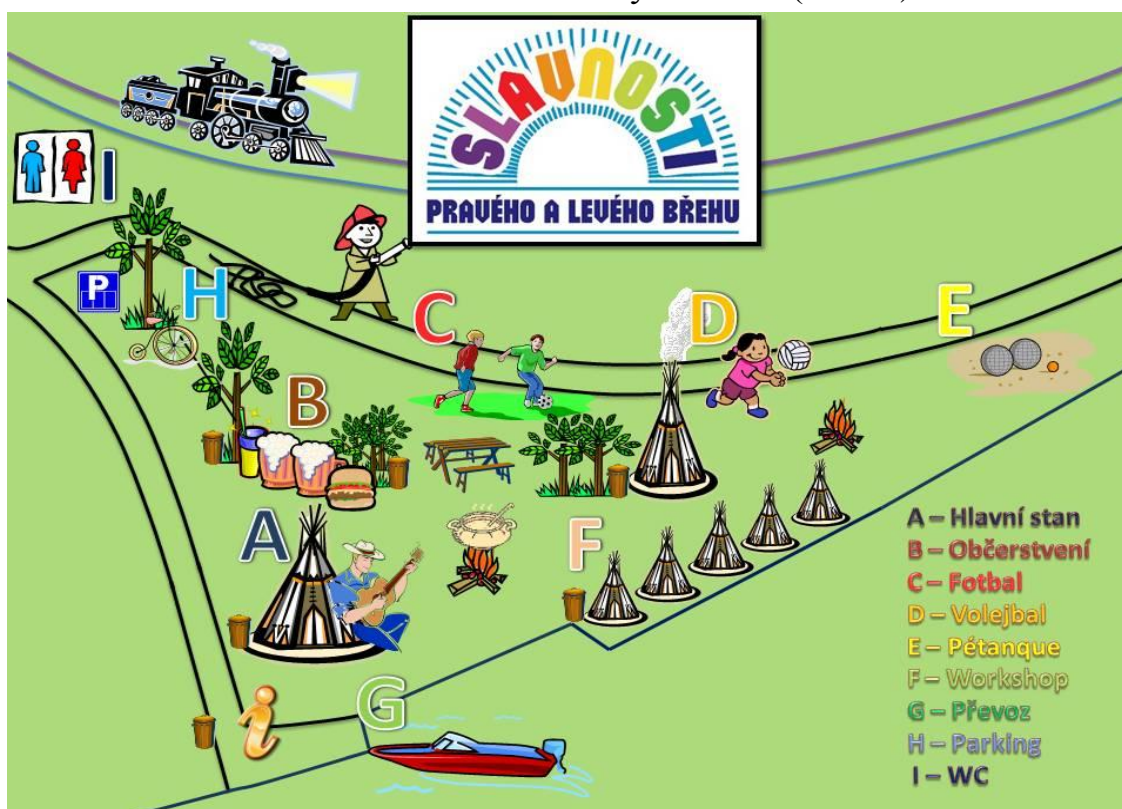 SLAVNOSTI
PRAVÉHO A LEVÉHO BŘEHU
I
P
H
C
D
E
B
A
F
A – Hlavní stan
B – Občerstvení
C – Fotbal
D – Volejbal
E – Pétanque
F – Workshop
G – Převoz
H – Parking
I – WC
i
G